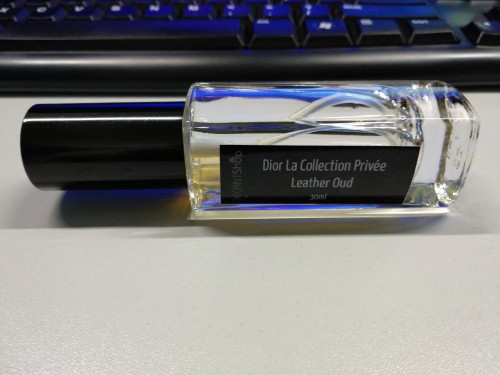 Dior La Collection Privée
Leather Oud
30ml